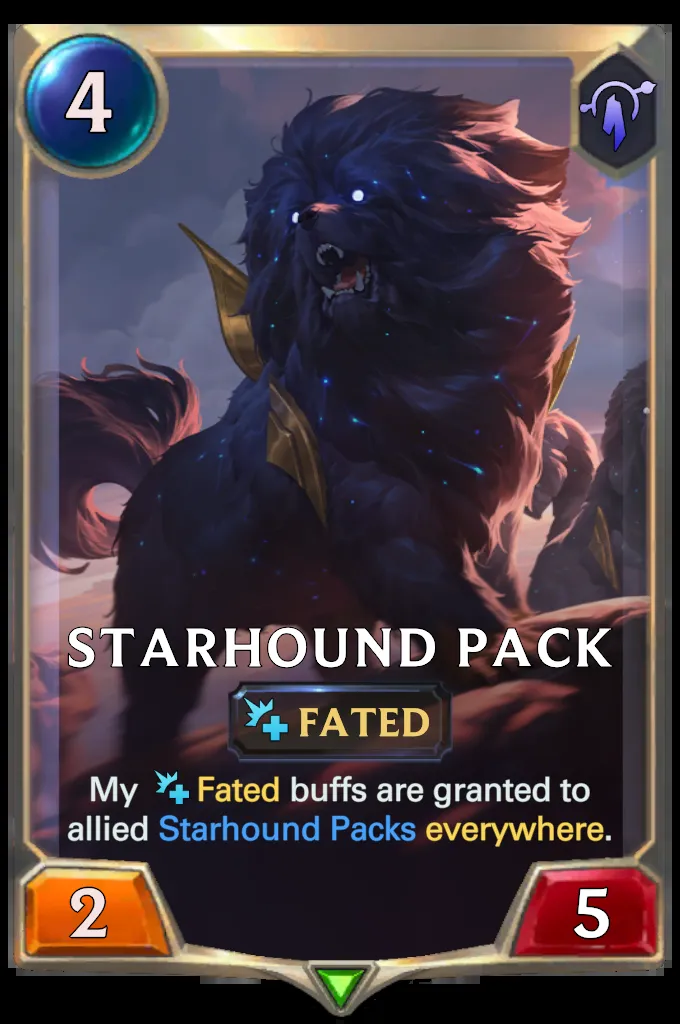 4
STARHOUND PACK
FATED
My Fated buffs are granted to
allied Starhound Packs everywhere.
2
5